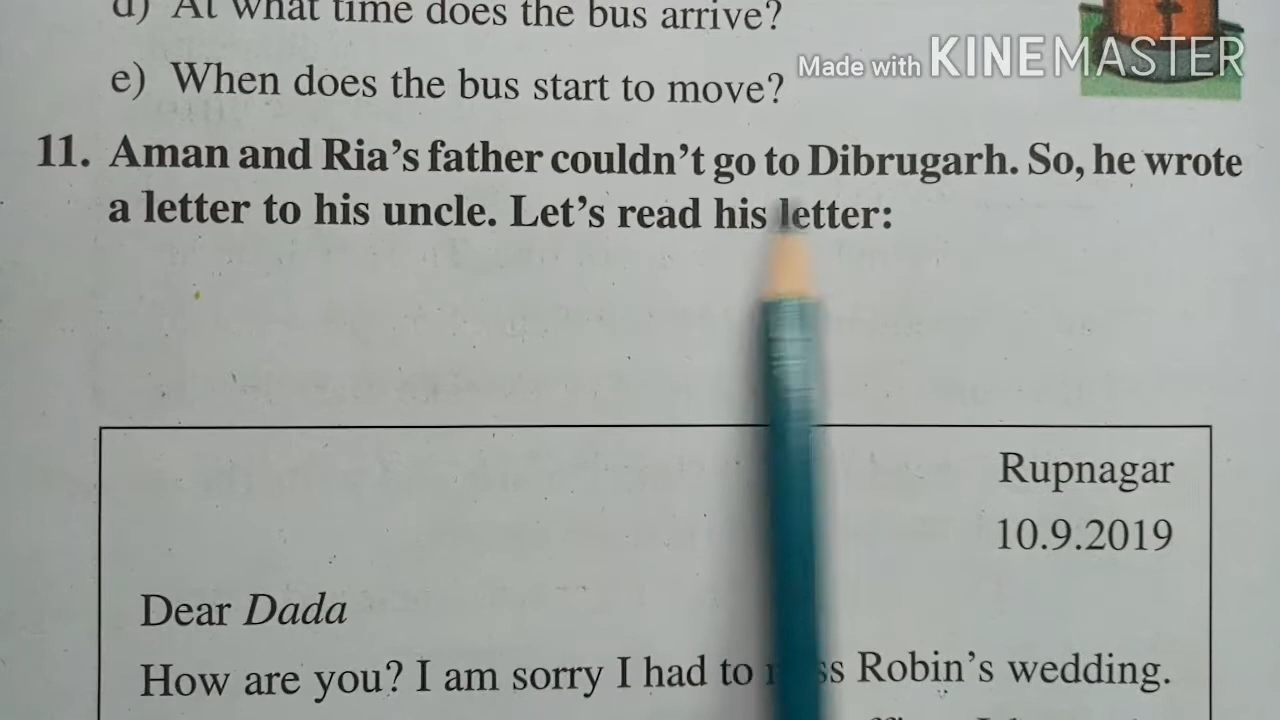 d) At what time does the bus arrive?
Made with KINEMASTER
e) When does the bus start to move?
11. Aman and Ria's father couldn't go to Dibrugarh. So, he wrote
a letter to his uncle. Let's read his letter:
Rupnagar
10.9.2019
Dear Dada
How are you? I am sorry I had to Robin's wedding.